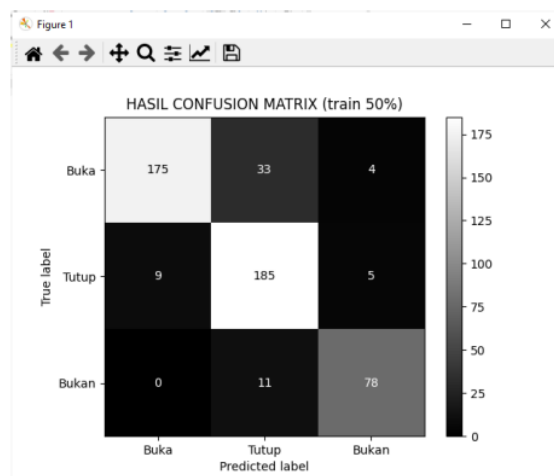 Figure 1
HASIL CONFUSION MATRIX (train 50%)
Buka 175 33 4
Tutup 9 185 5
Bukan 0 11 78
Buka Tutup Bukan
Predicted label
True label
175
150
125
100
75
50
25
0